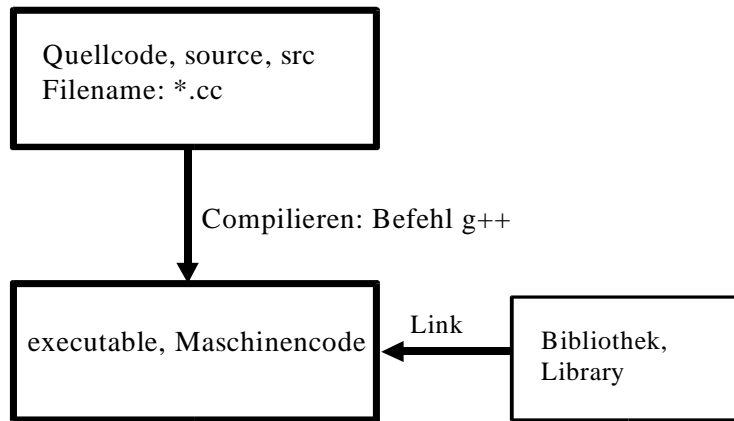 Quellcode, source, src
Filename: *.cc
Compilieren: Befehl g++
executable, Maschinencode
Link
Bibliothek,
Library